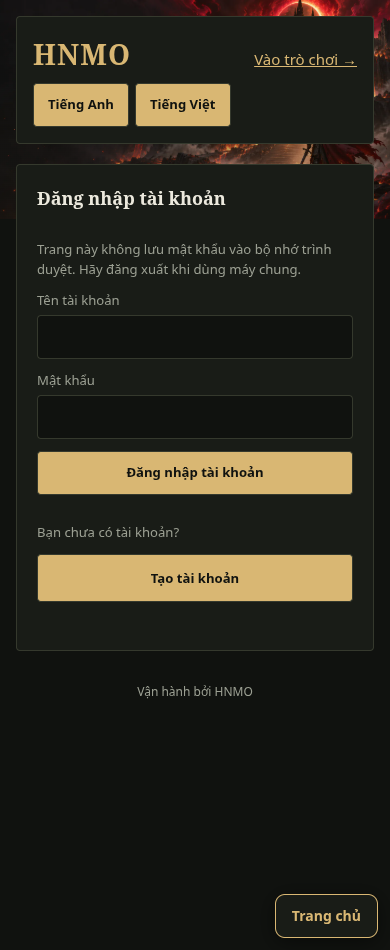 HNMO
Vào trò chơi →
Tiếng Anh
Tiếng Việt
Đăng nhập tài khoản
Trang này không lưu mật khẩu vào bộ nhớ trình
duyệt. Hãy đăng xuất khi dùng máy chung.
Tên tài khoản
Mật khẩu
Đăng nhập tài khoản
Bạn chưa có tài khoản?
Tạo tài khoản
Vận hành bởi HNMO
Trang chủ